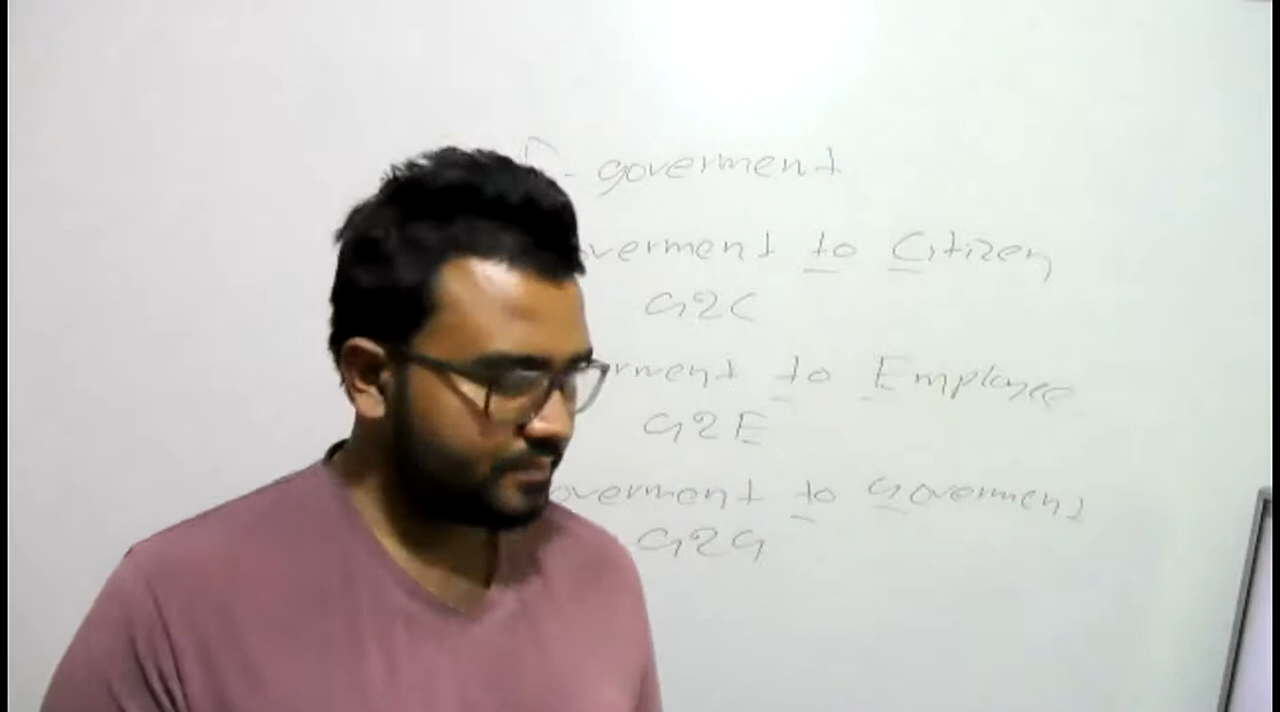 E-goverment
verment to Citizen
G2C
rment to Employee
G2E
overment to Goverment
G2G